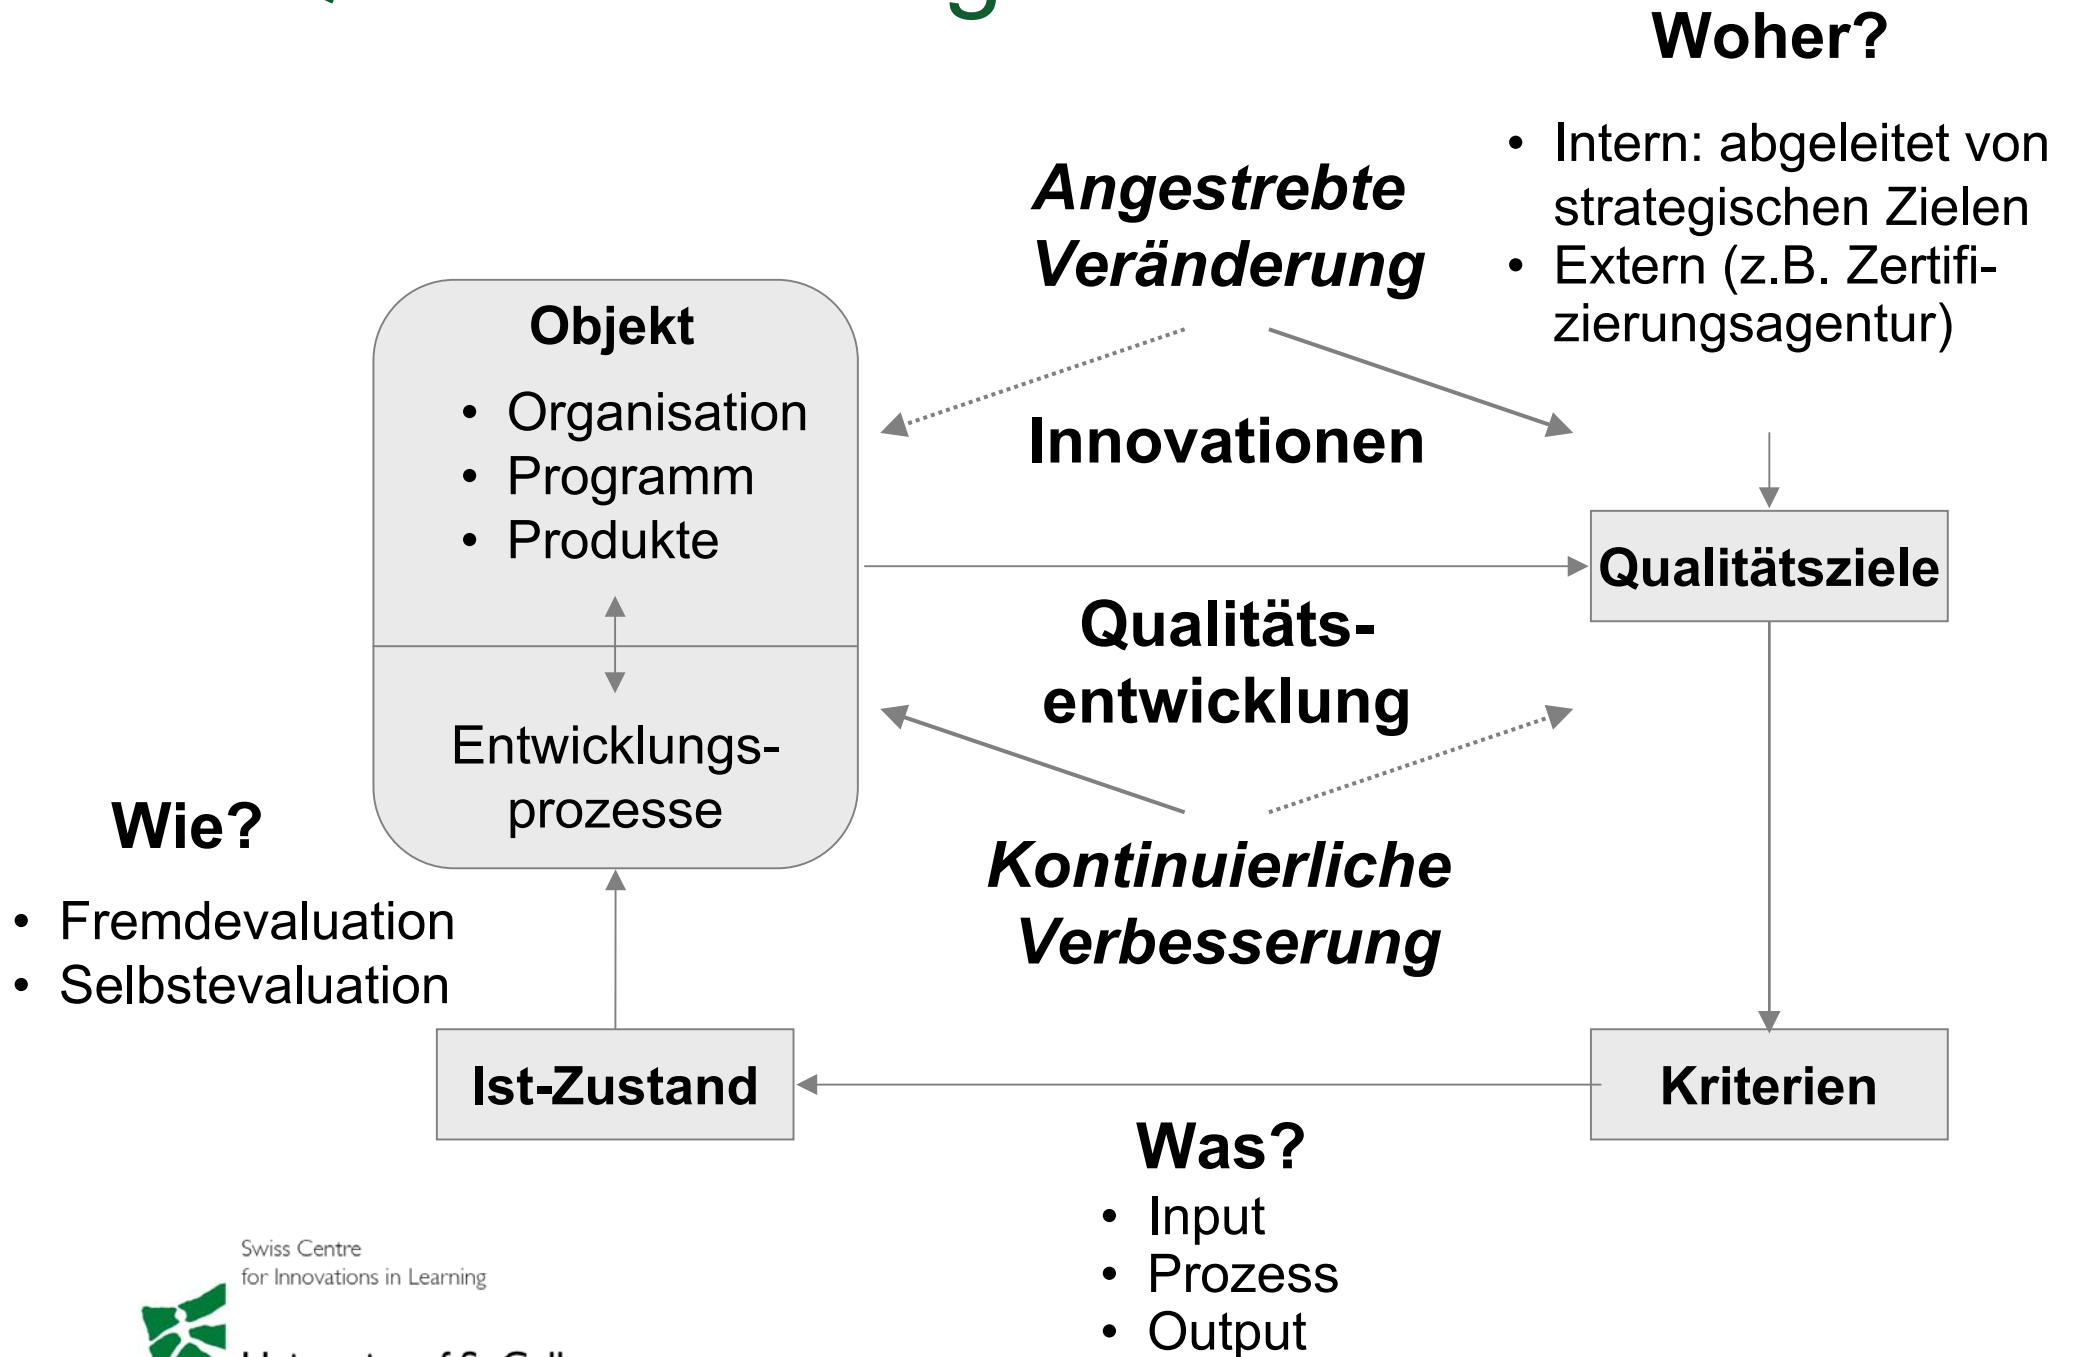 Woher?
• Intern: abgeleitet von
strategischen Zielen
• Extern (z.B. Zertifi-
zierungsagentur)
Angestrebte
Veränderung
Objekt
• Organisation
• Programm
• Produkte
Innovationen
Qualitätsziele
Qualitäts-
entwicklung
Entwicklungs-
prozesse
Wie?
• Fremdevaluation
• Selbstevaluation
Kontinuierliche
Verbesserung
Ist-Zustand
Kriterien
Was?
• Input
• Prozess
• Output
Swiss Centre
for Innovations in Learning